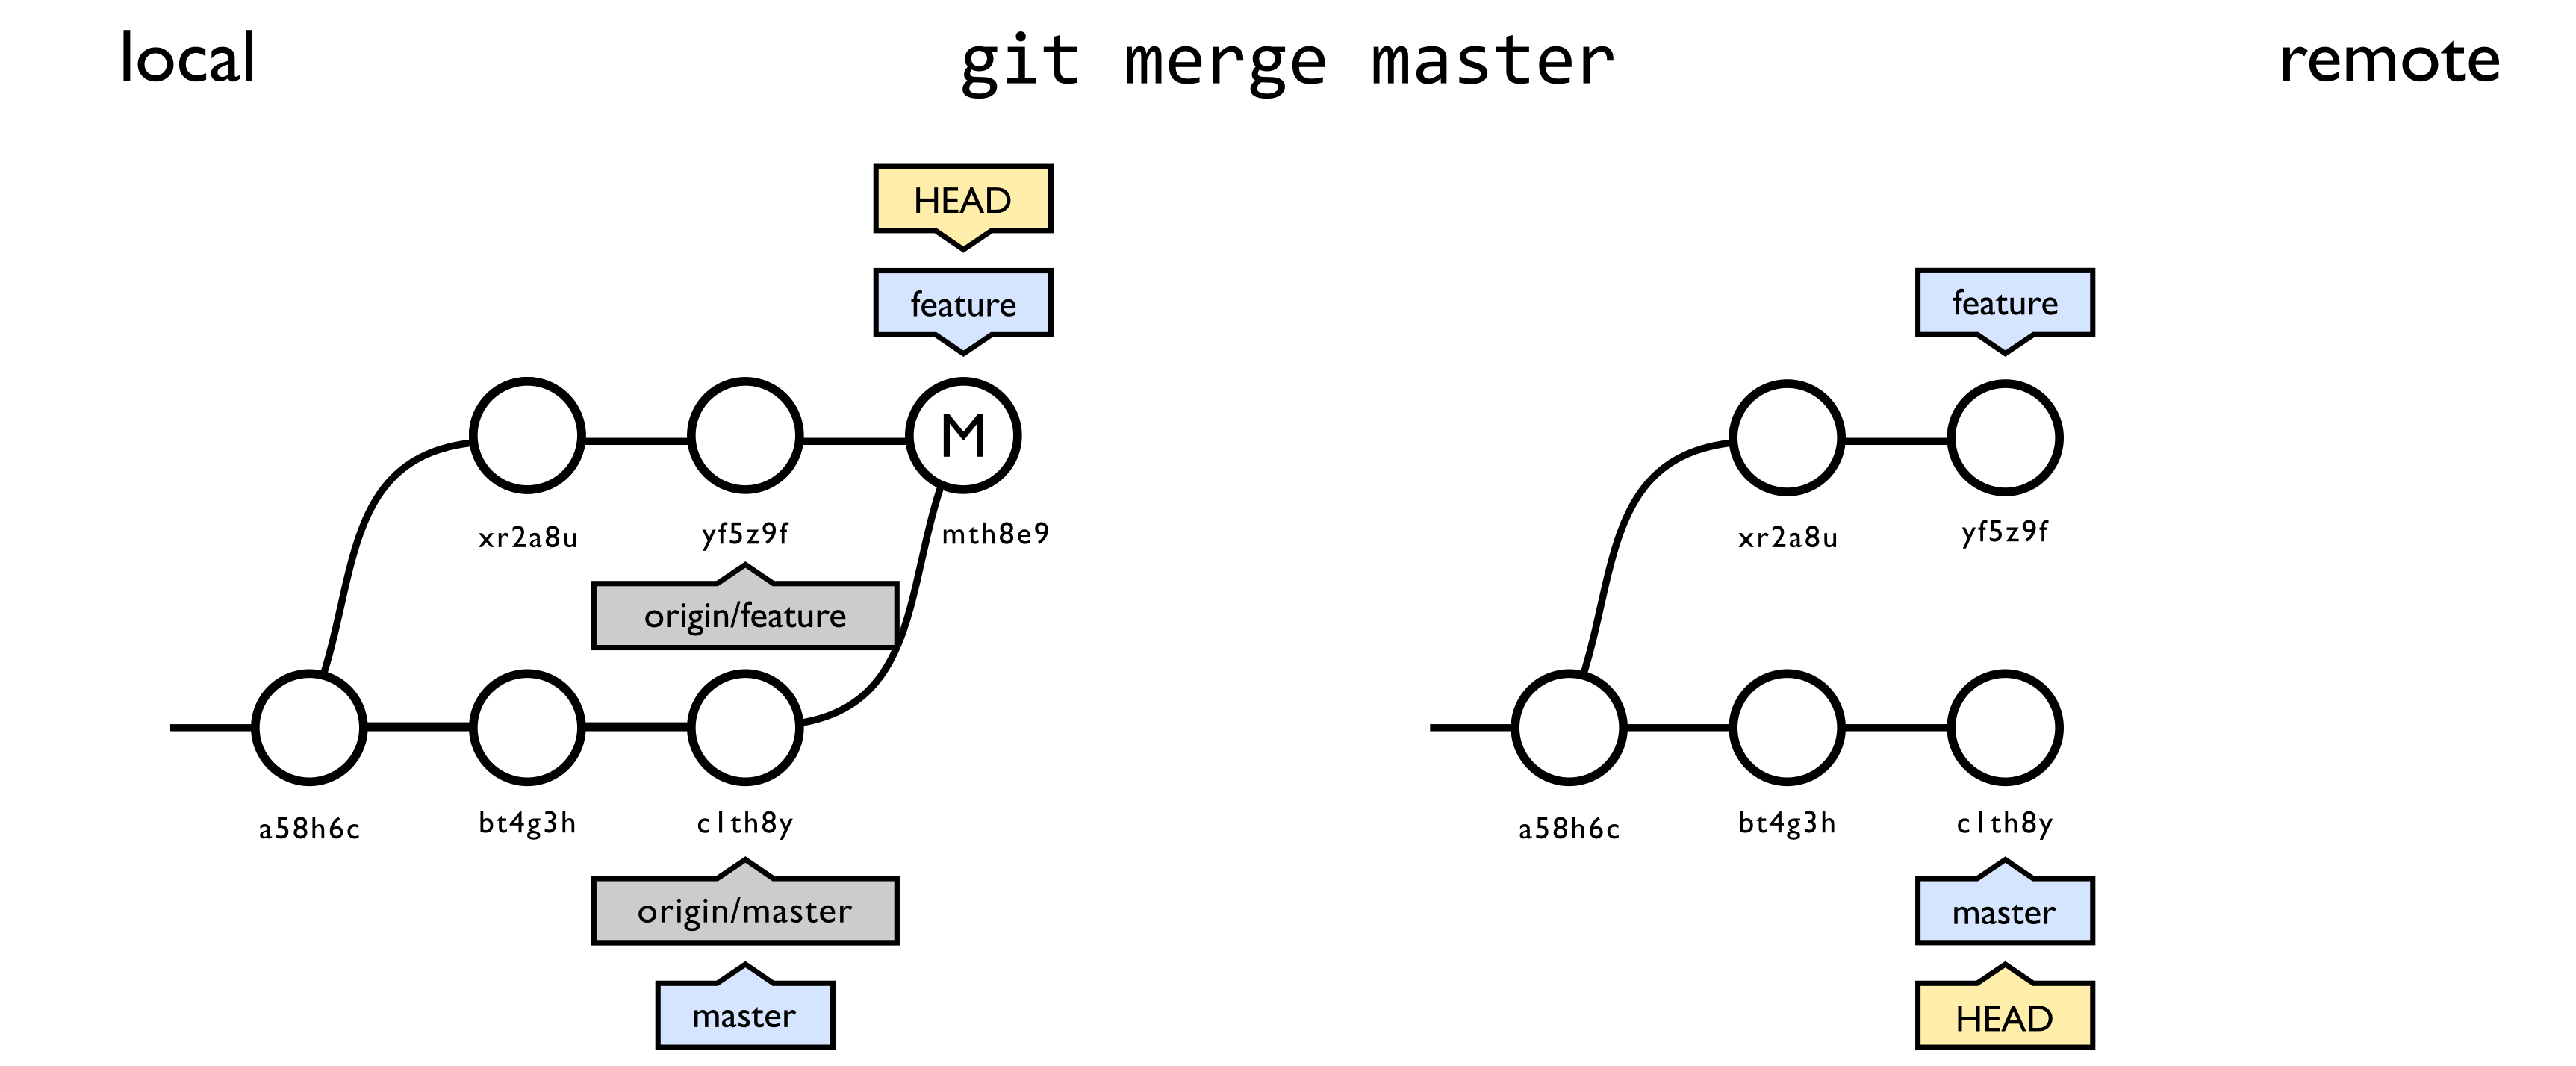 local
git merge master
remote
HEAD
feature
feature
M
xr2a8u
yf5z9f
mth8e9
xr2a8u
yf5z9f
origin/feature
a58h6c
bt4g3h
c1th8y
a58h6c
bt4g3h
c1th8y
origin/master
master
master
HEAD